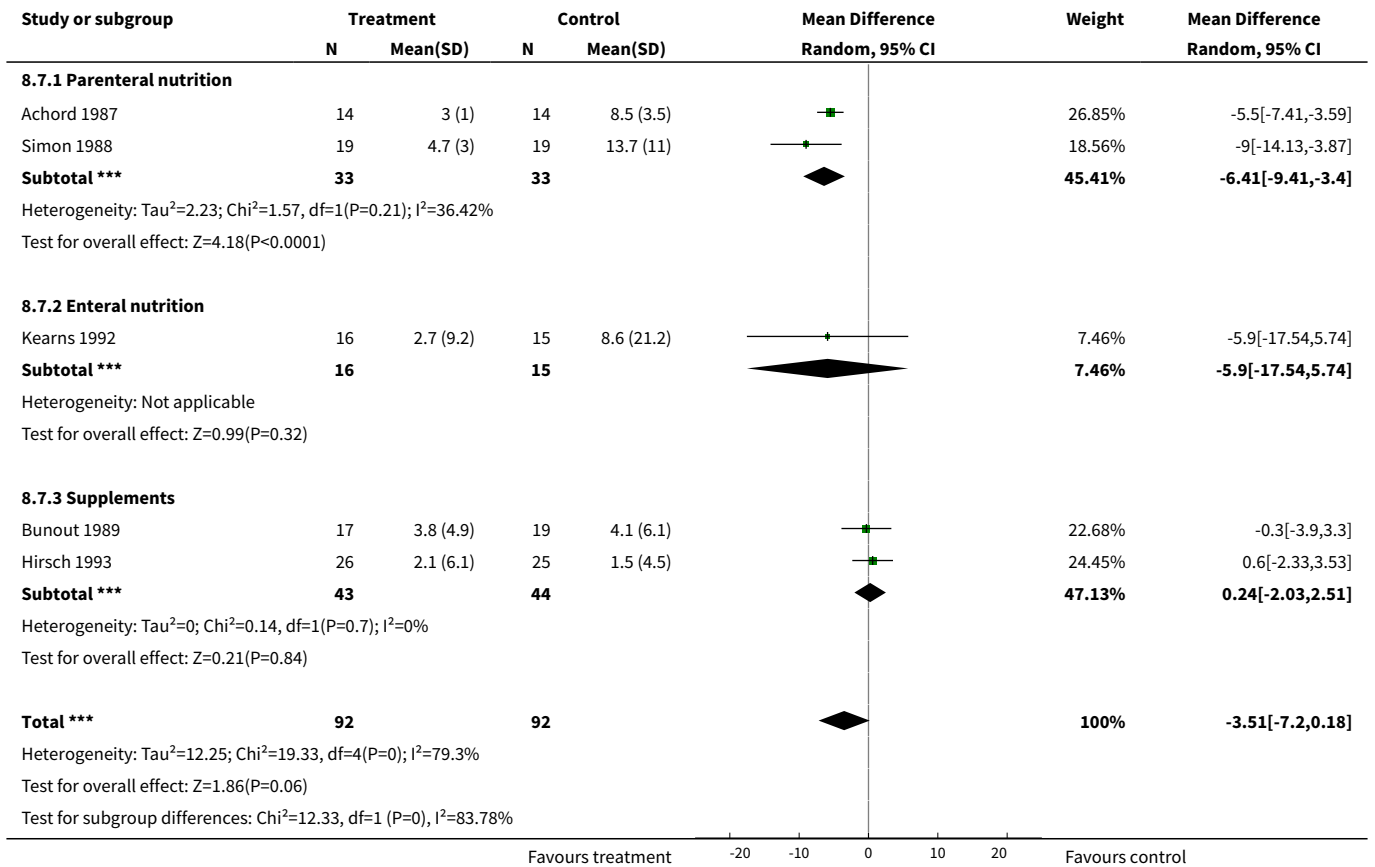 Study or subgroup Treatment Control Mean Difference Weight Mean Difference
N Mean(SD) N Mean(SD) Random, 95% CI Random, 95% CI
8.7.1 Parenteral nutrition
Achord 1987 14 3 (1) 14 8.5 (3.5) 26.85% -5.5[-7.41,-3.59]
Simon 1988 19 4.7 (3) 19 13.7 (11) 18.56% -9[-14.13,-3.87]
Subtotal *** 33 33 45.41% -6.41[-9.41,-3.4]
Heterogeneity: Tau²=2.23; Chi²=1.57, df=1(P=0.21); I²=36.42%
Test for overall effect: Z=4.18(P<0.0001)
8.7.2 Enteral nutrition
Kearns 1992 16 2.7 (9.2) 15 8.6 (21.2) 7.46% -5.9[-17.54,5.74]
Subtotal *** 16 15 7.46% -5.9[-17.54,5.74]
Heterogeneity: Not applicable
Test for overall effect: Z=0.99(P=0.32)
8.7.3 Supplements
Bunout 1989 17 3.8 (4.9) 19 4.1 (6.1) 22.68% -0.3[-3.9,3.3]
Hirsch 1993 26 2.1 (6.1) 25 1.5 (4.5) 24.45% 0.6[-2.33,3.53]
Subtotal *** 43 44 47.13% 0.24[-2.03,2.51]
Heterogeneity: Tau²=0; Chi²=0.14, df=1(P=0.7); I²=0%
Test for overall effect: Z=0.21(P=0.84)
Total *** 92 92 100% -3.51[-7.2,0.18]
Heterogeneity: Tau²=12.25; Chi²=19.33, df=4(P=0); I²=79.3%
Test for overall effect: Z=1.86(P=0.06)
Test for subgroup differences: Chi²=12.33, df=1 (P=0), I²=83.78%
Favours treatment -20 -10 0 10 20 Favours control